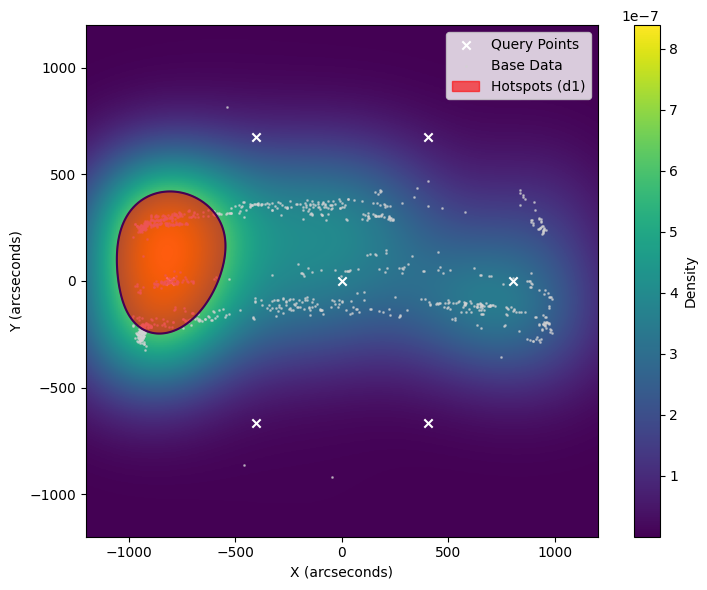 1e−7
Query Points
Base Data
Hotspots (d1)
1000
500
0
−500
−1000
Y (arcseconds)
−1000
−500
0
500
1000
X (arcseconds)
8
7
6
5
4
3
2
1
Density